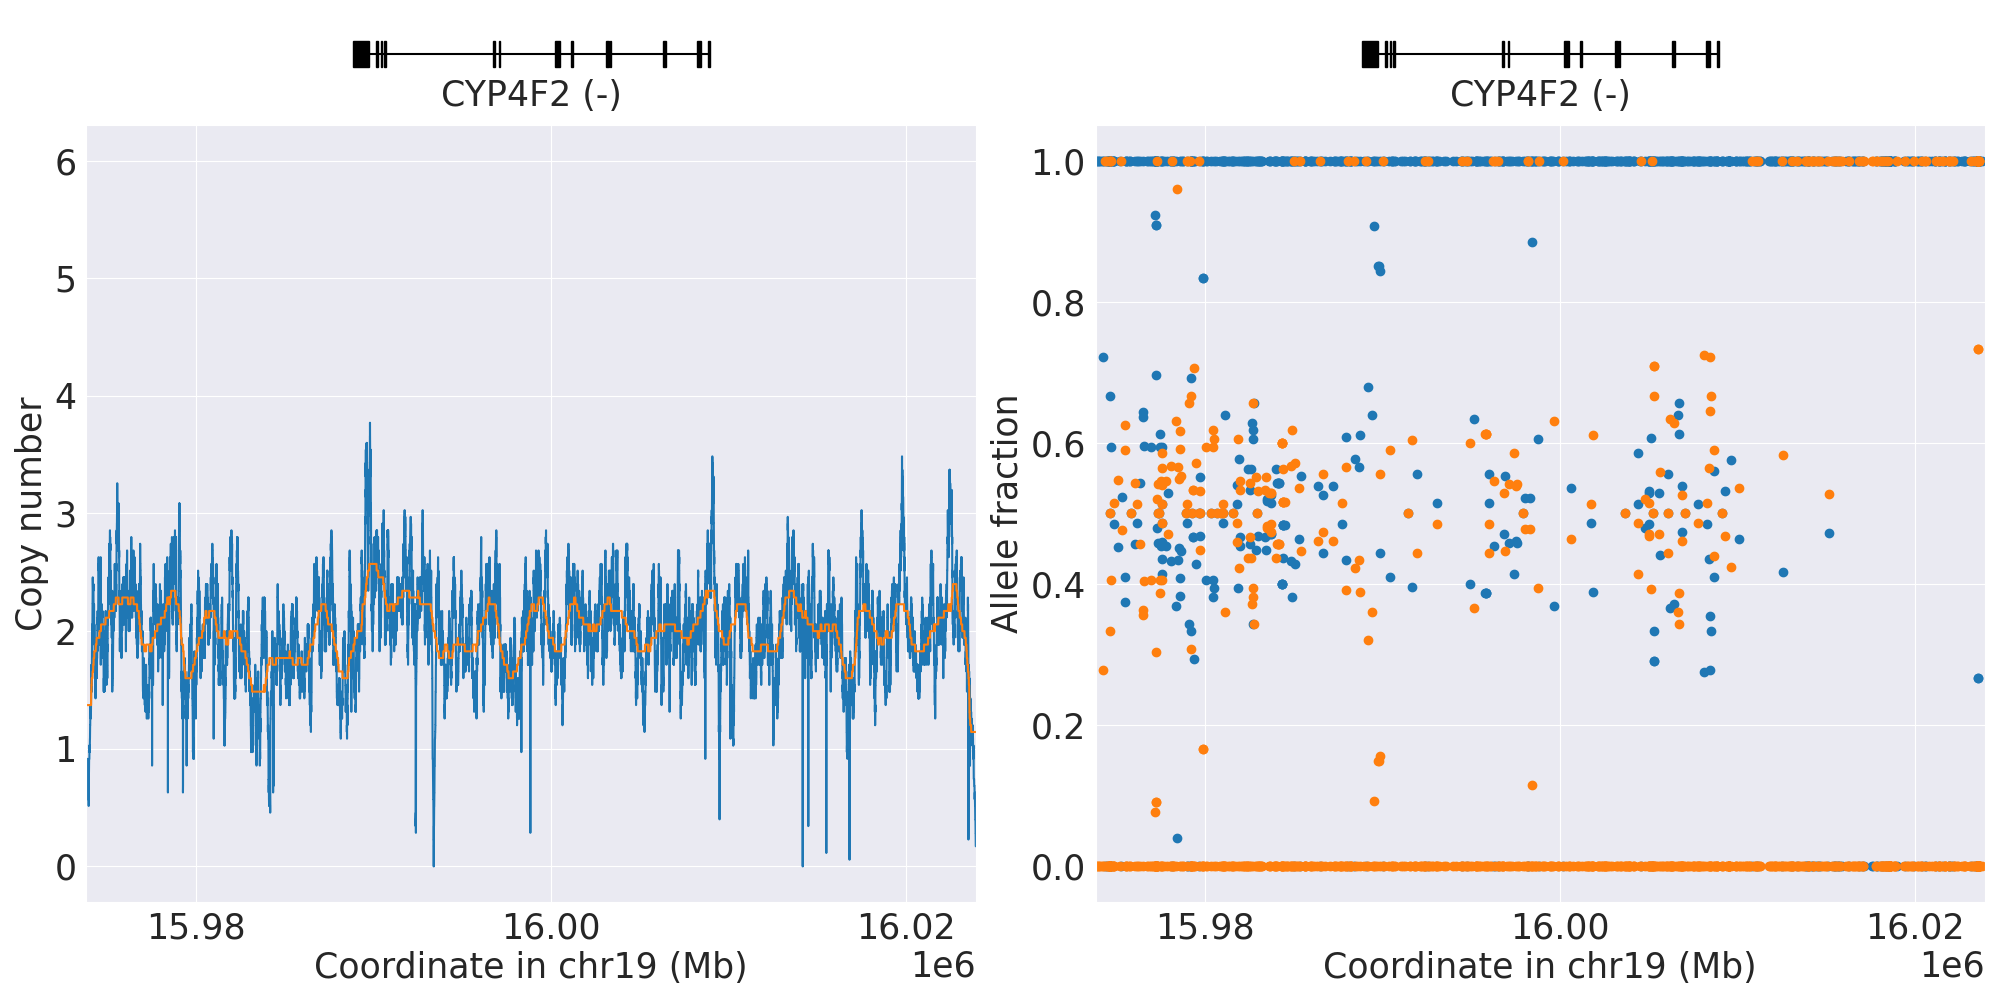 CYP4F2 (-)
Copy number
6
5
4
3
2
1
0
15.98
16.00
16.02
Coordinate in chr19 (Mb)
1e6
CYP4F2 (-)
Allele fraction
1.0
0.8
0.6
0.4
0.2
0.0
15.98
16.00
16.02
Coordinate in chr19 (Mb)
1e6